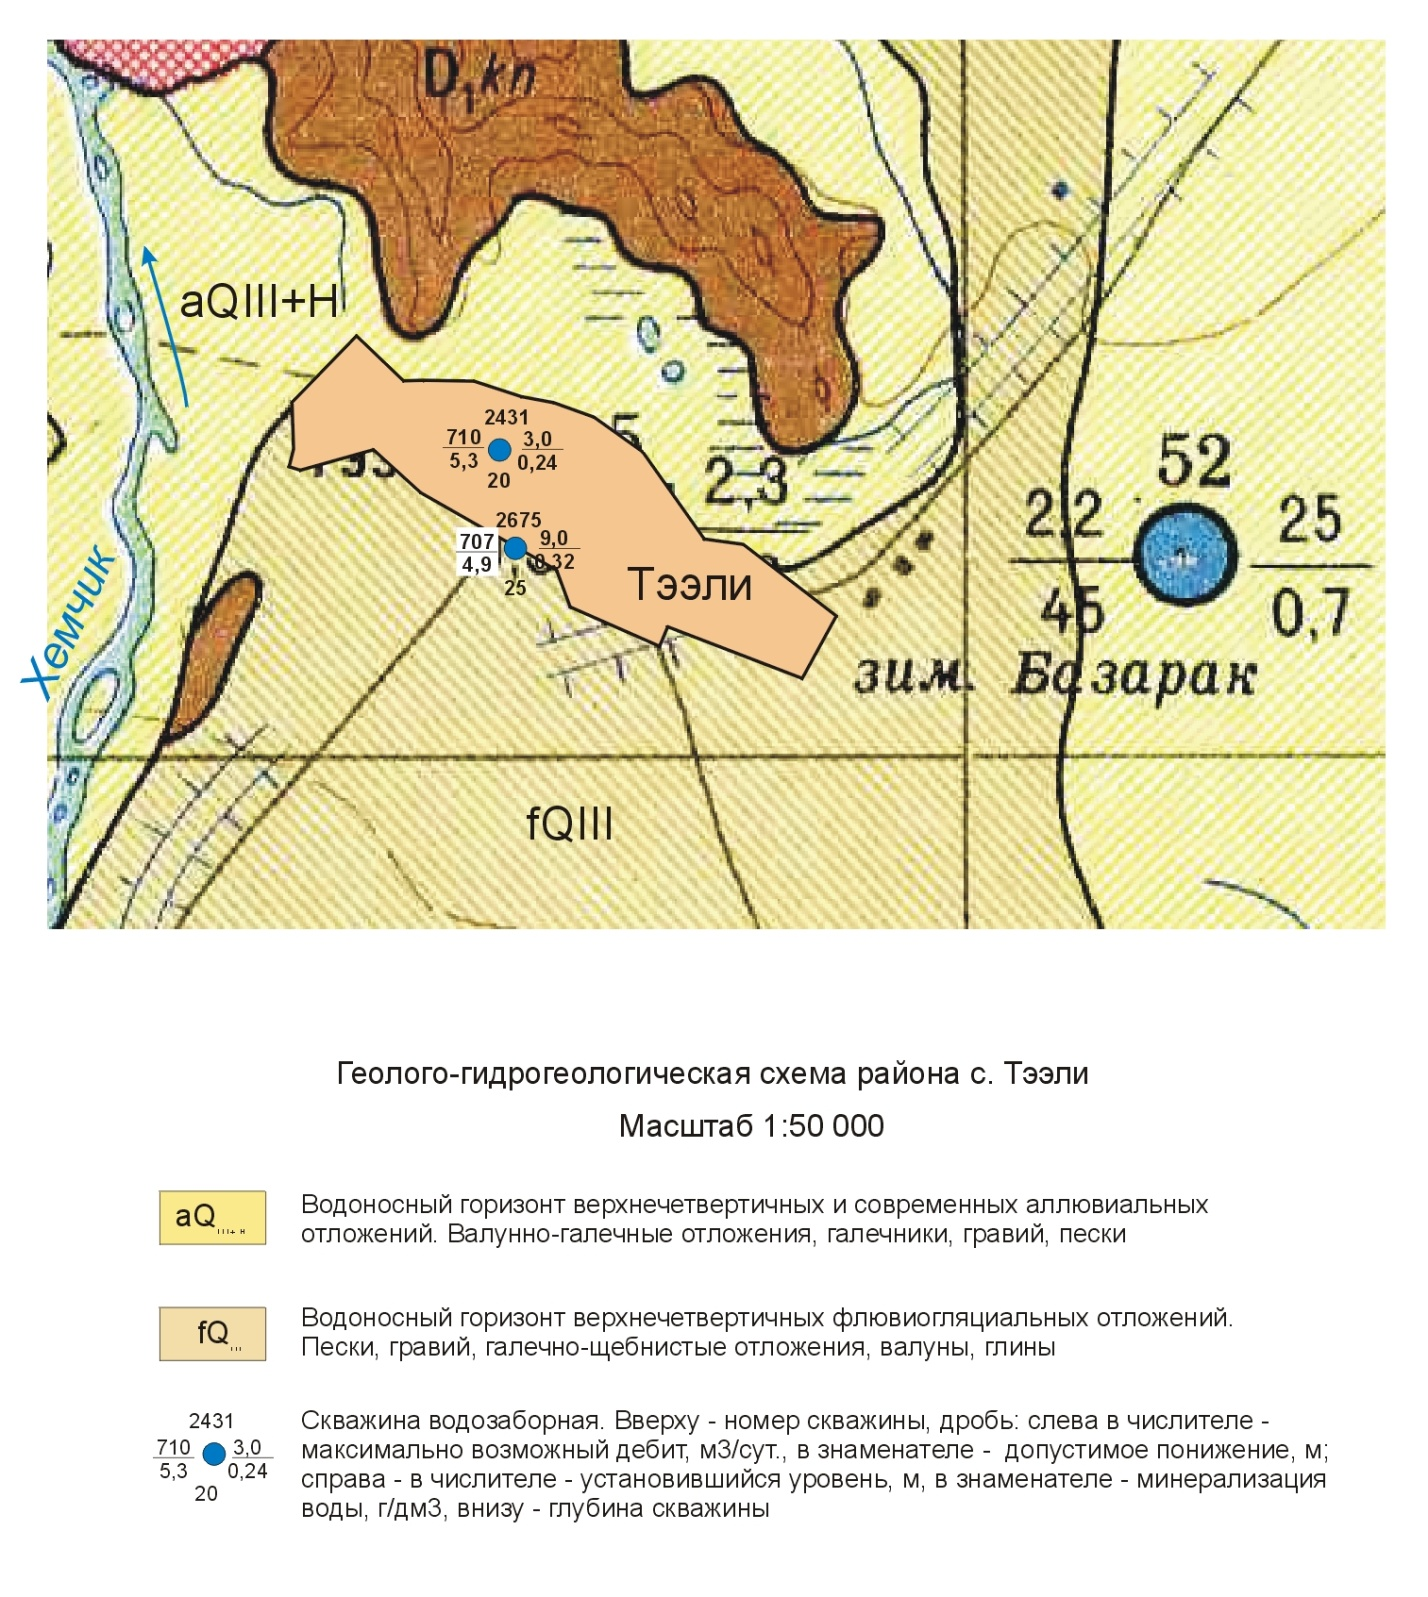 D₁kn
aQIII+H
2431
710 3,0
5,3 0,24
20
2,3
2675
707 9,0
4,9 0,32
25
Тээли
Хемчик
52
2,2 25
45 0,7
зим. Базарак
fQIII
Геолого-гидрогеологическая схема района с. Тээли
Масштаб 1:50 000
aQ III+H
Водоносный горизонт верхнечетвертичных и современных аллювиальных
отложений. Валунно-галечные отложения, галечники, гравий, пески
fQ III
Водоносный горизонт верхнечетвертичных флювиогляциальных отложений.
Пески, гравий, галечно-щебнистые отложения, валуны, глины
2431
710 3,0
5,3 0,24
20
Скважина водозаборная. Вверху - номер скважины, дробь: слева в числителе -
максимально возможный дебит, м3/сут., в знаменателе - допустимое понижение, м;
справа - в числителе - установившийся уровень, м, в знаменателе - минерализация
воды, г/дм3, внизу - глубина скважины